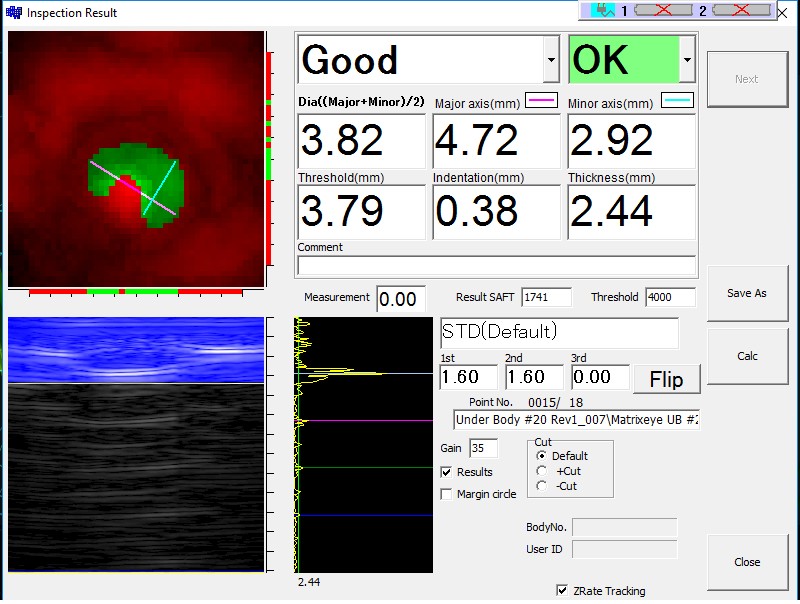 Inspection Result
1 2
Good OK
Next
Dia((Major+Minor)/2) Major axis(mm) Minor axis(mm)
3.82 4.72 2.92
Threshold(mm) Indentation(mm) Thickness(mm)
3.79 0.38 2.44
Comment
Measurement 0.00 Result SAFT 1741 Threshold 4000
Save As
STD(Default)
1st 2nd 3rd
1.60 1.60 0.00 Flip
Calc
Point No. 0015/ 18
Under Body #20 Rev1_007\Matrixeye UB #2
Gain 35
Cut
Default
+Cut
-Cut
Results
Margin circle
BodyNo.
User ID
Close
2.44
ZRate Tracking